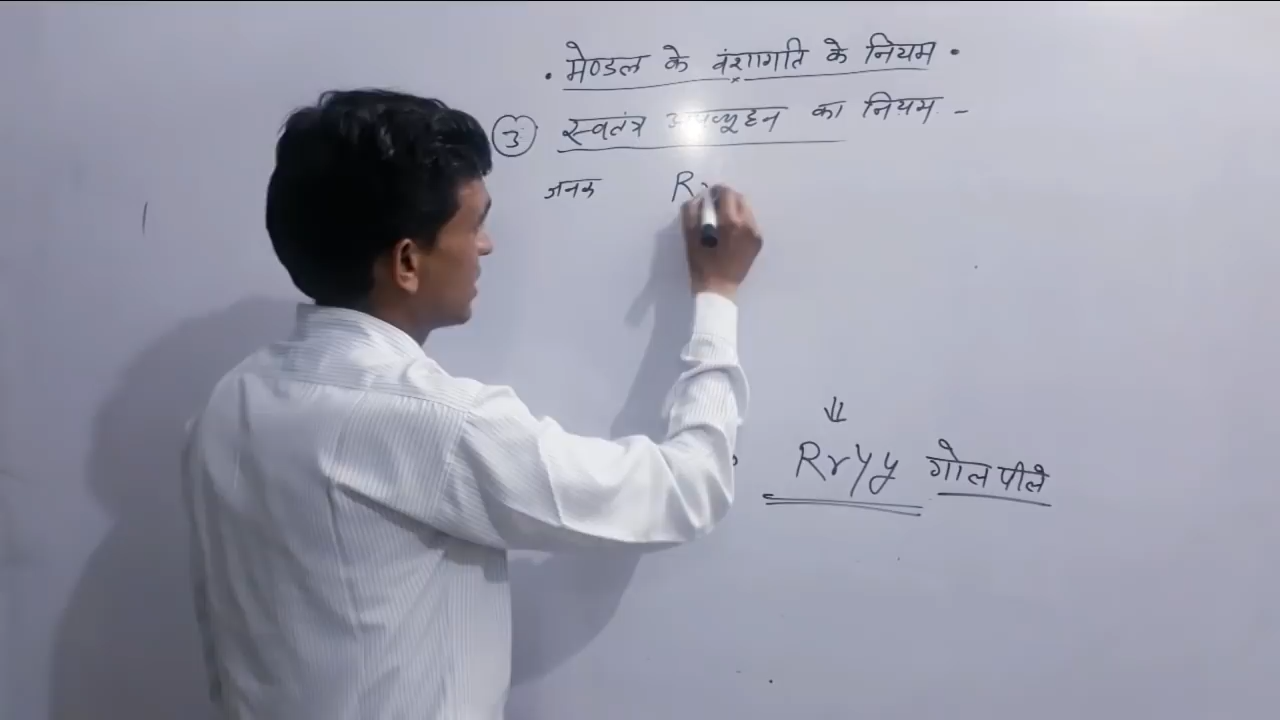 • मेण्डल के वंशागति के नियम •
③ स्वतंत्र अपव्यूहन का नियम -
जनक R
⇓
RrYy गोल पीले